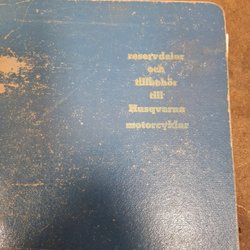 reservdelar
och
tillbehör
till
Husqvarna
motorcyklar